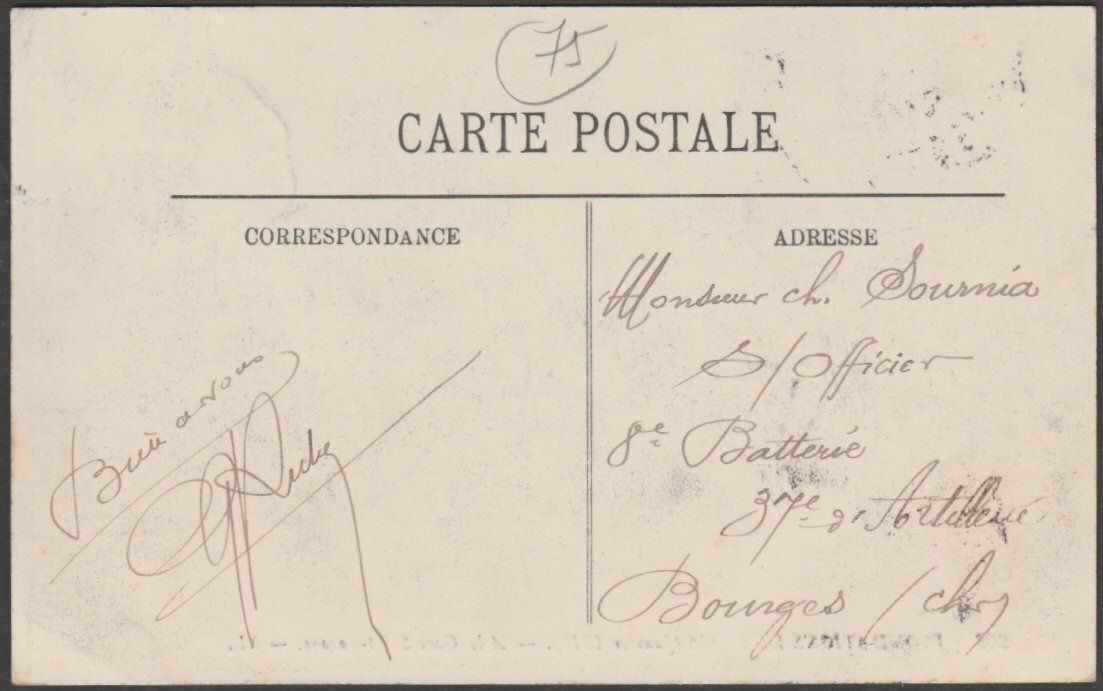 75
CARTE POSTALE
CORRESPONDANCE
ADRESSE
Monsieur ch. Sournia
S/Officier
8e Batterie
37e d'Artillerie
Bourges (cher)
Bien a vous